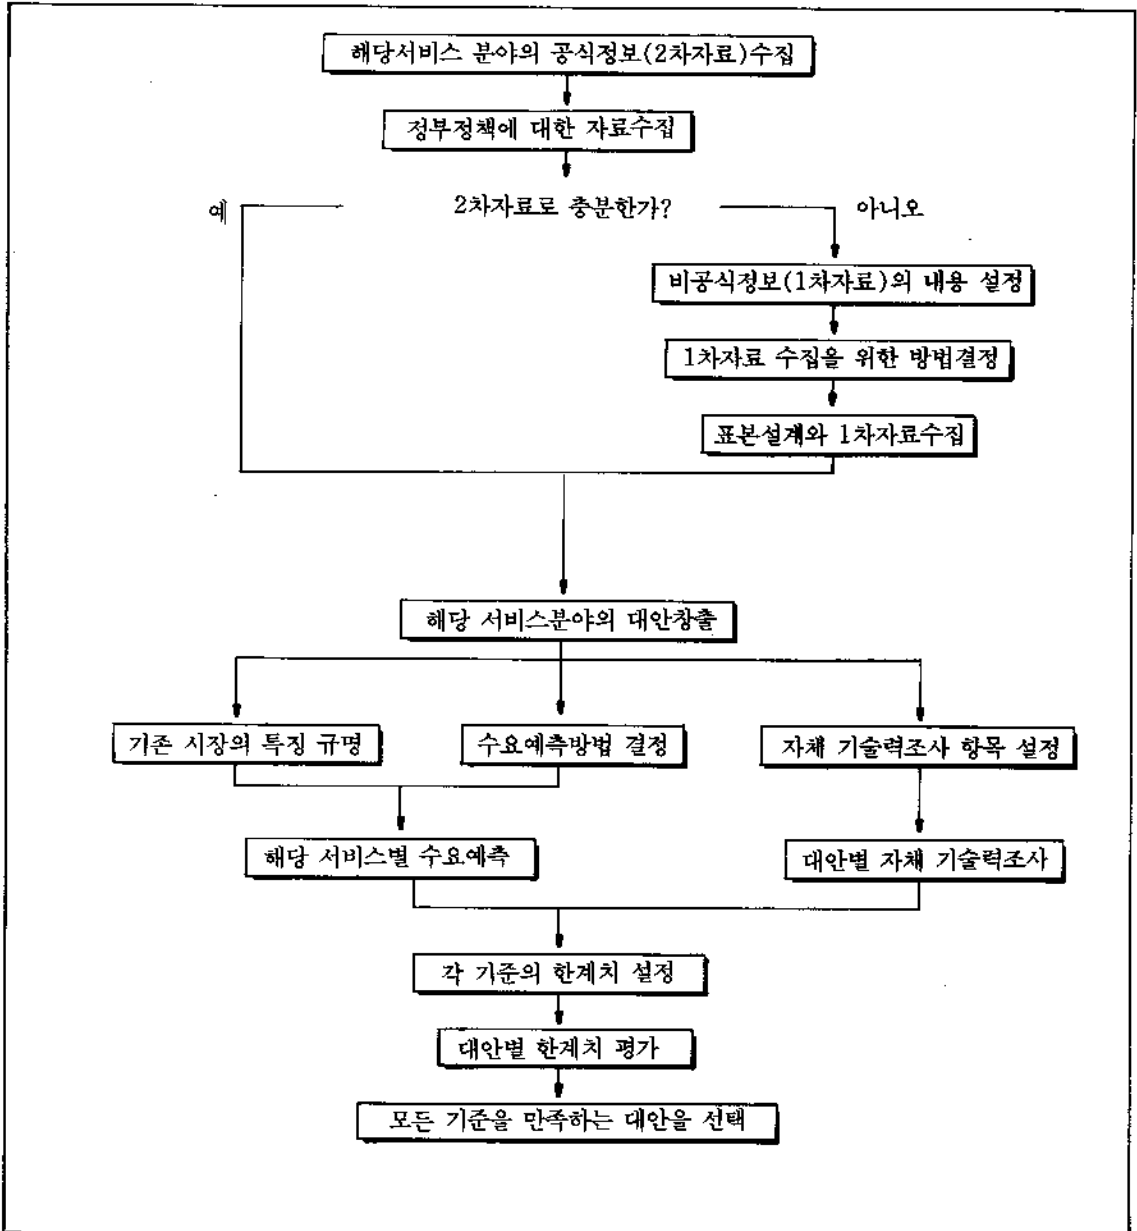 해당서비스 분야의 공식정보(2차자료)수집
정부정책에 대한 자료수집
예
2차자료로 충분한가?
아니오
비공식정보(1차자료)의 내용 설정
1차자료 수집을 위한 방법결정
표본설계와 1차자료수집
해당 서비스분야의 대안창출
기존 시장의 특징 규명
수요예측방법 결정
자체 기술력조사 항목 설정
해당 서비스별 수요예측
대안별 자체 기술력조사
각 기준의 한계치 설정
대안별 한계치 평가
모든 기준을 만족하는 대안을 선택